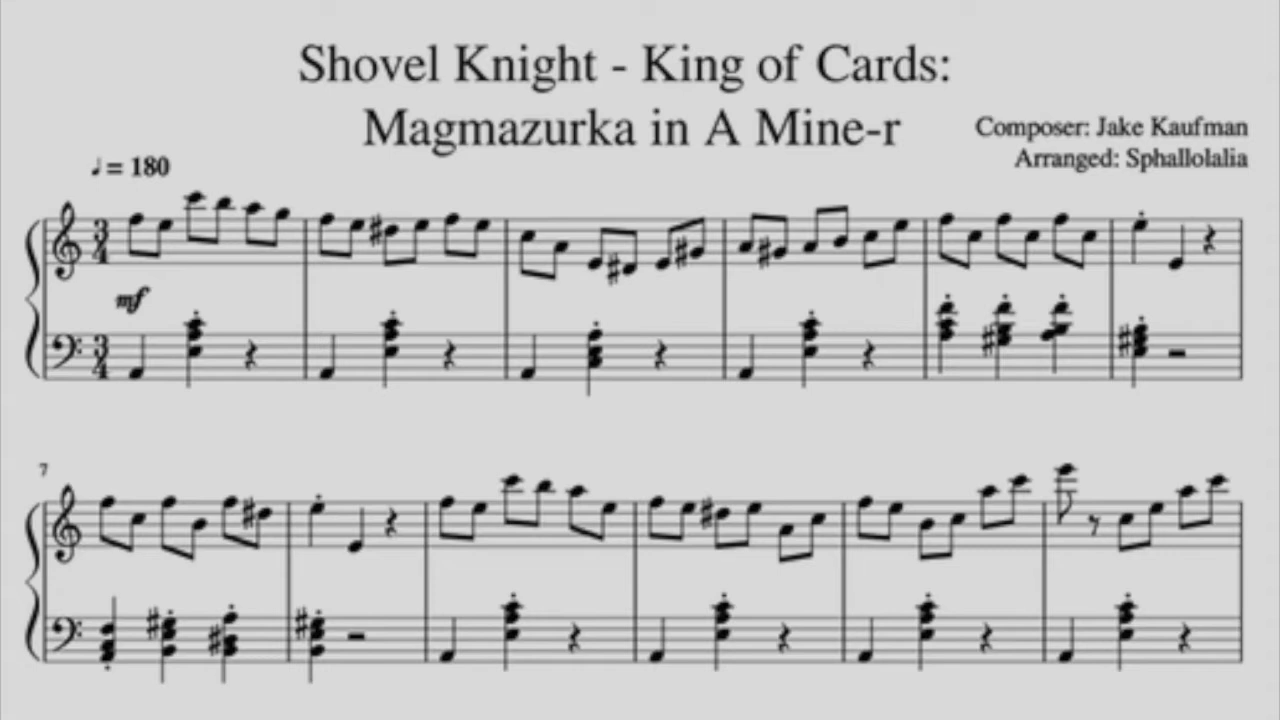 Shovel Knight - King of Cards:
Magmazurka in A Mine-r
Composer: Jake Kaufman
Arranged: Sphallolalia
♩= 180
3
4
mf
3
4
7